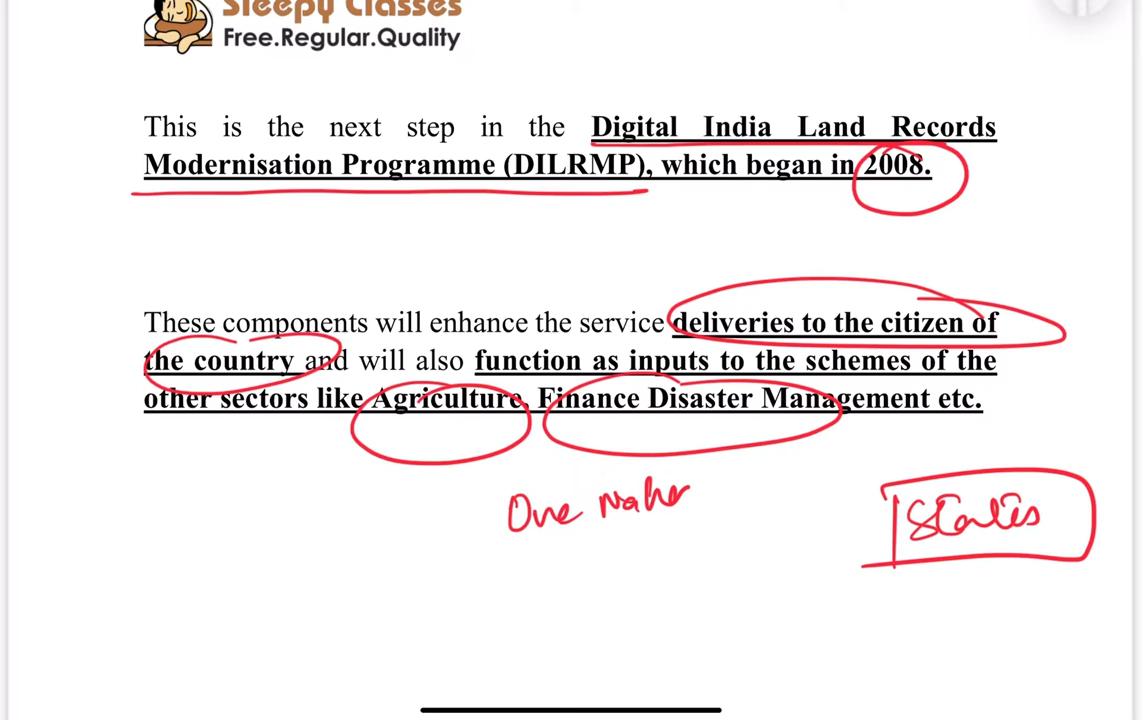 Sleepy Classes
Free.Regular.Quality
This is the next step in the Digital India Land Records
Modernisation Programme (DILRMP), which began in 2008.
These components will enhance the service deliveries to the citizen of
the country and will also function as inputs to the schemes of the
other sectors like Agriculture, Finance Disaster Management etc.
One
States